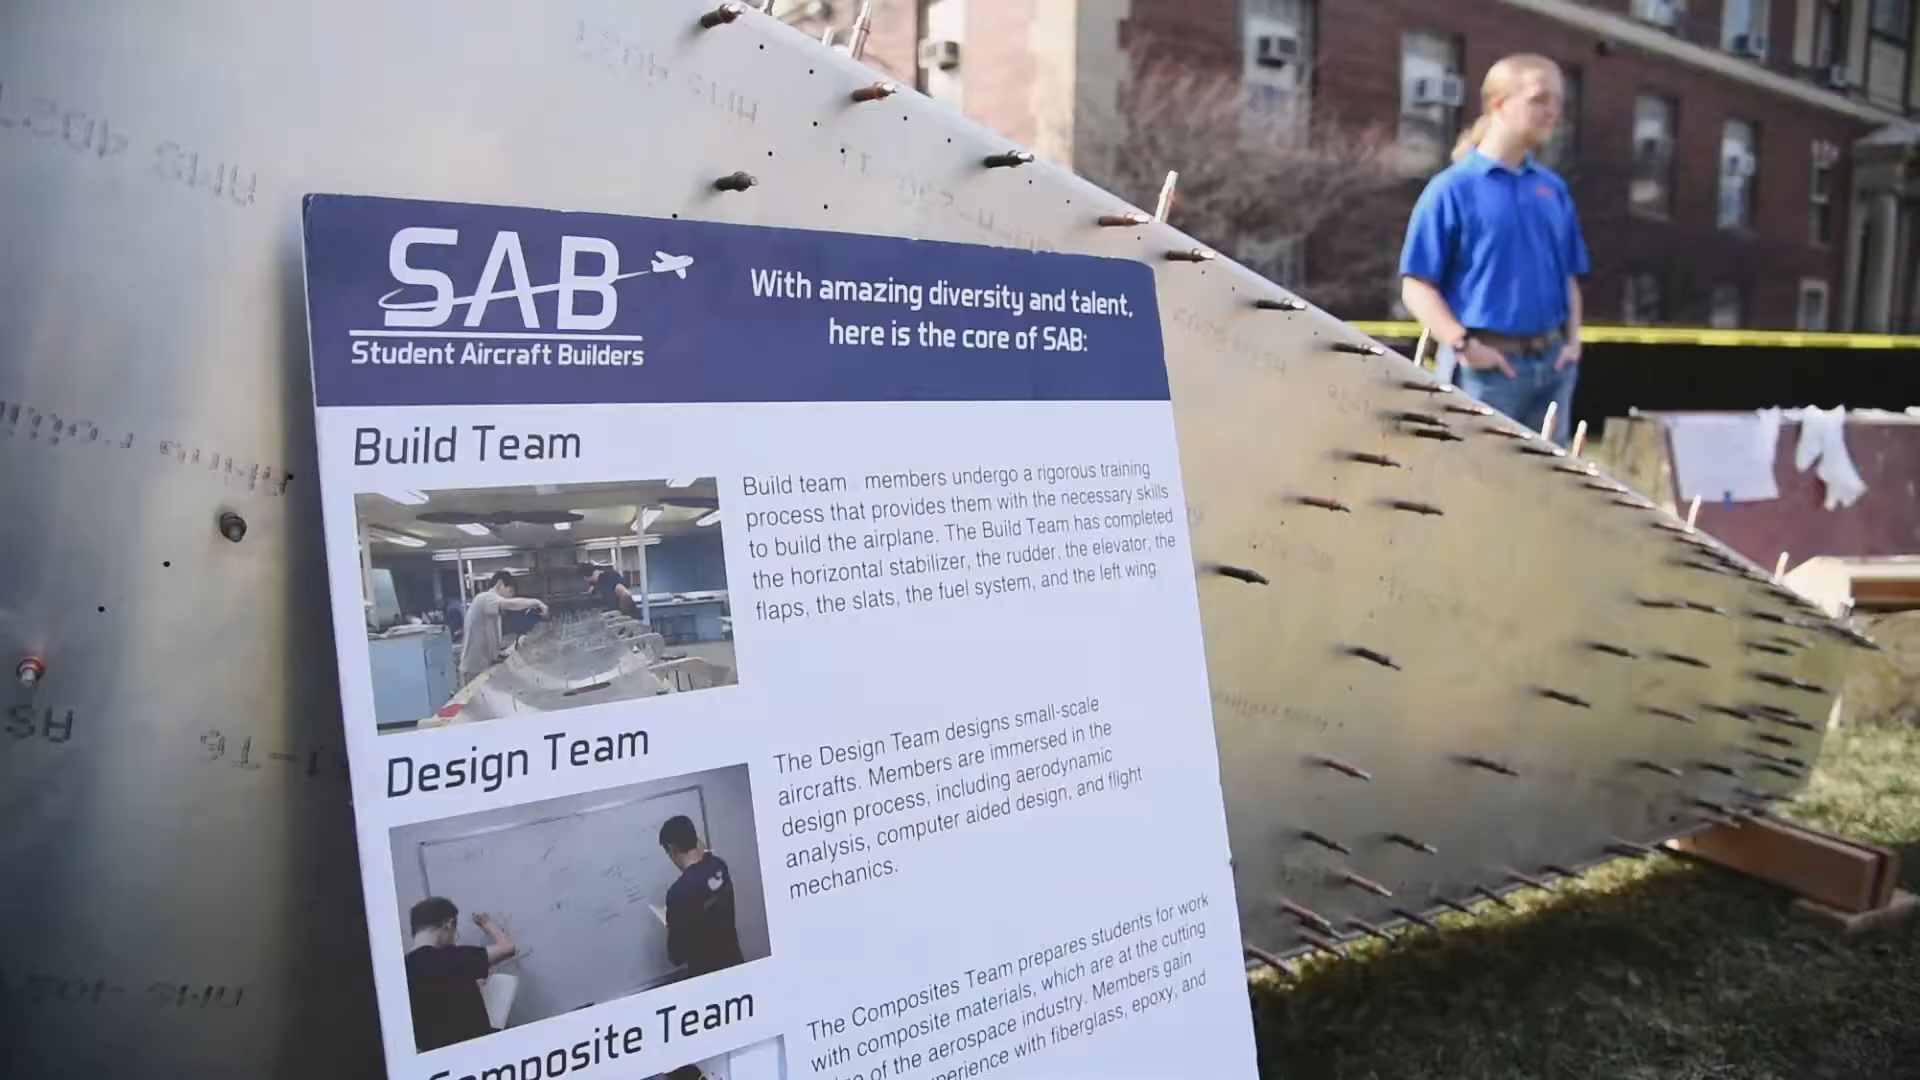 SAB
Student Aircraft Builders
With amazing diversity and talent,
here is the core of SAB:
Build Team
Build team members undergo a rigorous training
process that provides them with the necessary skills
to build the airplane. The Build Team has completed
the horizontal stabilizer, the rudder, the elevator, the
flaps, the slats, the fuel system, and the left wing.
Design Team
The Design Team designs small-scale
aircrafts. Members are immersed in the
design process, including aerodynamic
analysis, computer aided design, and flight
mechanics.
Composite Team
The Composites Team prepares students for work
with composite materials, which are at the cutting
of the aerospace industry. Members gain
with fiberglass, epoxy, and